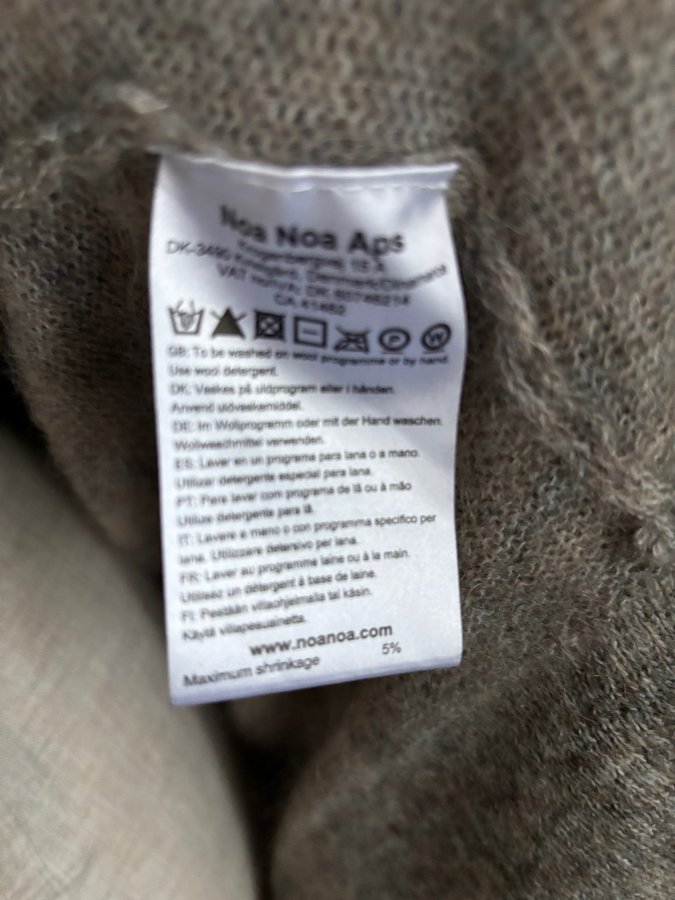 Noa Noa Aps
DK-3490
VAT
CA 41462
P W
GB: To be washed on wool programme or by hand.
Use wool detergent.
DK: Vaskes på uldprogram eller i hånden.
Anvend uldvaskemiddel.
DE: Im Wollprogramm oder mit der Hand waschen.
Wollwaschmittel verwenden.
ES: Lavar en un programa para lana o a mano.
Utilizar detergente especial para lana.
PT: Para lavar com programa de lã ou à mão
Utilize detergente para lã.
IT: Lavare a mano o con programma specifico per
lana. Utilizzare detersivo per lana.
FR: Laver au programme laine ou à la main.
Utilisez un détergent à base de laine.
FI: Pestään villaohjelmalla tai käsin.
Käytä villapesuainetta.
www.noanoa.com
Maximum shrinkage 5%